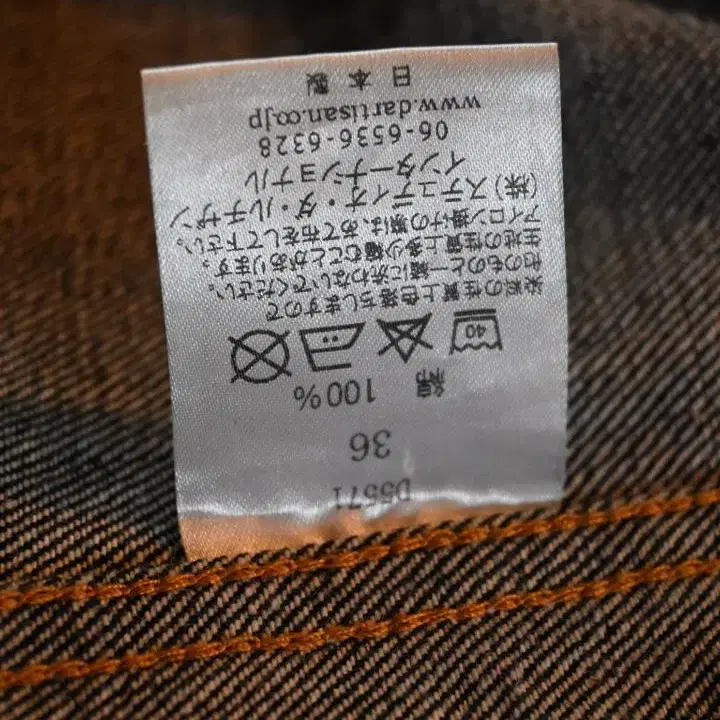 D5571
36
綿 100%
40
染料の性質上色落ちしますので
他のものと一緒に洗わないでください。
生地の性質上多少縮むことがあります。
アイロン掛けの際は、あて布をして下さい。
(株)ステュディオ・ダ・ルチザン
インターナショナル
06-6536-6328
www.dartisan.co.jp
日本製